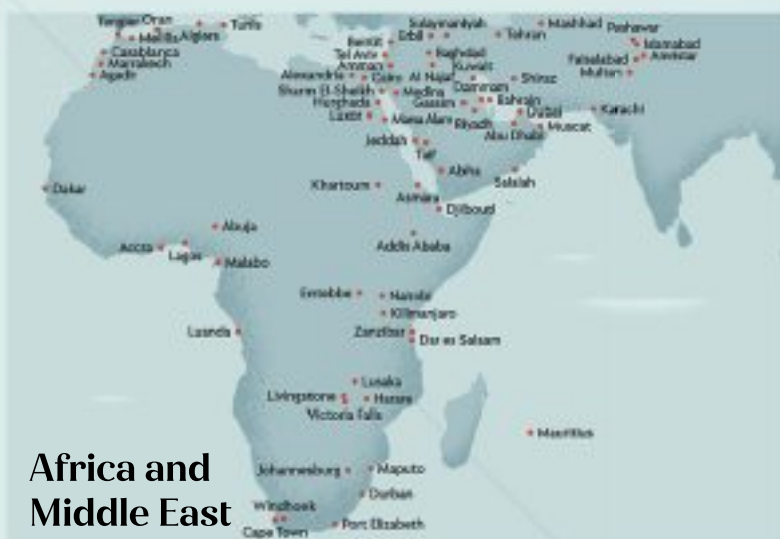 Tangier
Oran
Tunis
Melilla
Algiers
Casablanca
Marrakech
Agadir
Sulaymaniyah
Mashhad
Peshawar
Beirut
Erbil
Tehran
Islamabad
Tel Aviv
Baghdad
Faisalabad
Amritsar
Amman
Kuwait
Multan
Alexandria
Cairo
Al Najaf
Shiraz
Sharm El-Sheikh
Medina
Dammam
Hurghada
Gassim
Bahrain
Karachi
Luxor
Marsa Alam
Riyadh
Dubai
Abu Dhabi
Muscat
Jeddah
Taif
Abha
Salalah
Dakar
Khartoum
Asmara
Djibouti
Abuja
Accra
Lagos
Addis Ababa
Malabo
Entebbe
Nairobi
Kilimanjaro
Luanda
Zanzibar
Dar es Salaam
Lusaka
Livingstone
Harare
Victoria Falls
Mauritius
Africa and
Middle East
Johannesburg
Maputo
Durban
Windhoek
Port Elizabeth
Cape Town